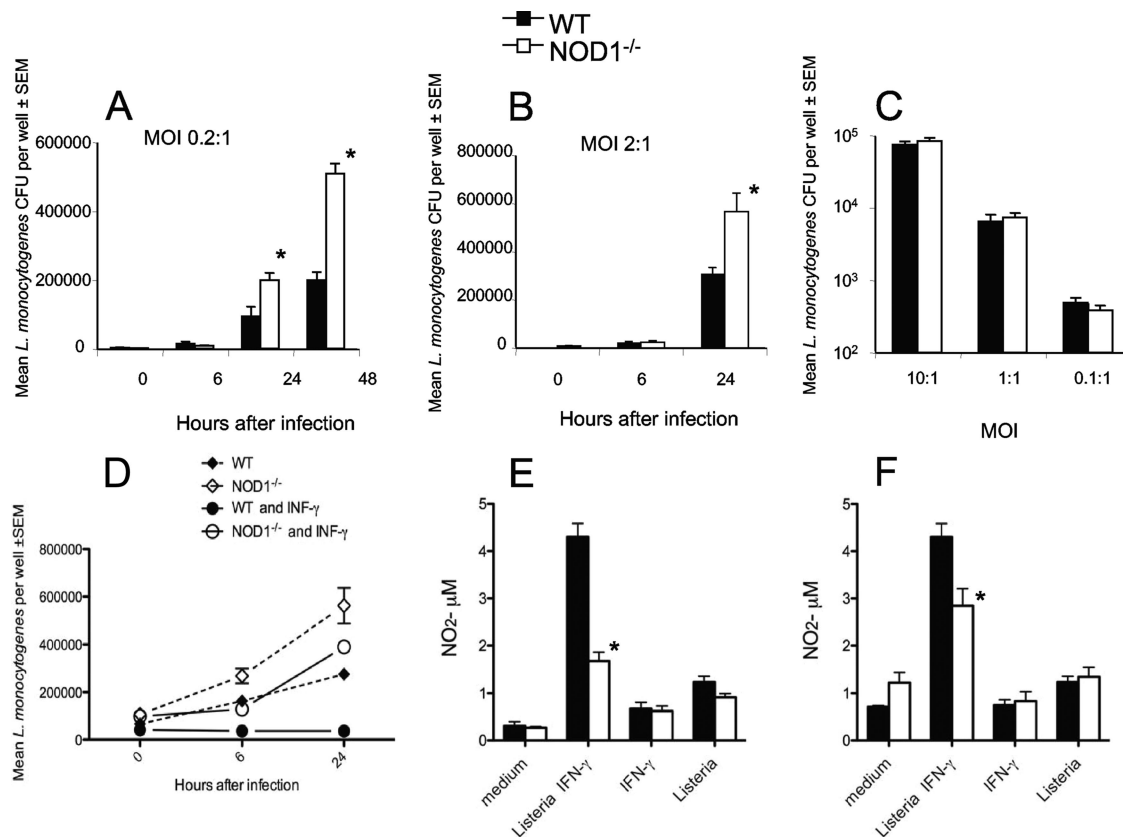 WT
NOD1-/-
A
MOI 0.2:1
Mean L. monocytogenes CFU per well ± SEM
600000
400000
200000
0
*
*
0 6 24 48
Hours after infection
B
MOI 2:1
Mean L. monocytogenes CFU per well ± SEM
800000
600000
400000
200000
0
*
0 6 24
Hours after infection
C
Mean L. monocytogenes CFU per well ± SEM
10^5
10^4
10^3
10^2
10:1 1:1 0.1:1
MOI
D
WT
NOD1-/-
WT and INF-γ
NOD1-/- and INF-γ
Mean L. monocytogenes per well ±SEM
800000
600000
400000
200000
0
0 6 24
Hours after infection
E
NO2- μM
5
4
3
2
1
0
*
medium
Listeria IFN-γ
IFN-γ
Listeria
F
NO2- μM
5
4
3
2
1
0
*
medium
Listeria IFN-γ
IFN-γ
Listeria